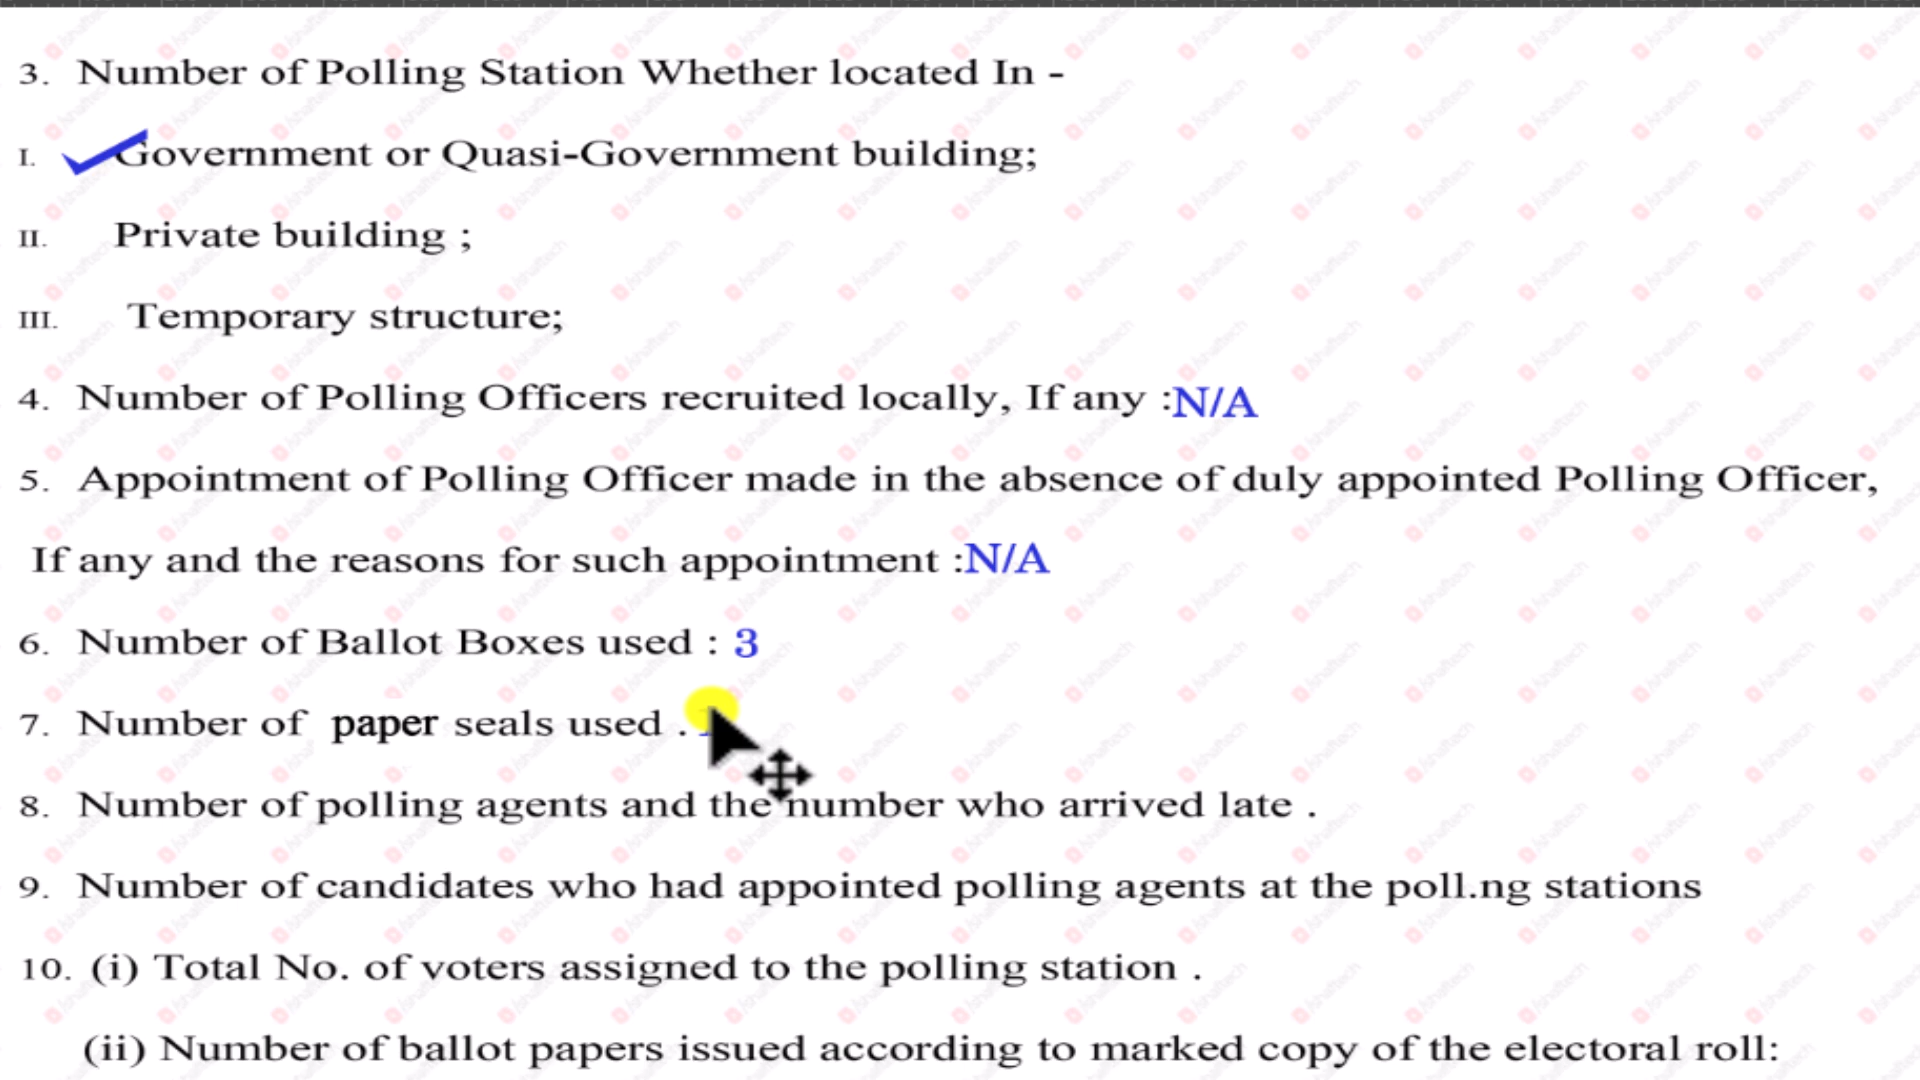 3. Number of Polling Station Whether located In -
I. Government or Quasi-Government building;
II. Private building ;
III. Temporary structure;
4. Number of Polling Officers recruited locally, If any :N/A
5. Appointment of Polling Officer made in the absence of duly appointed Polling Officer,
If any and the reasons for such appointment :N/A
6. Number of Ballot Boxes used : 3
7. Number of paper seals used .
8. Number of polling agents and the number who arrived late .
9. Number of candidates who had appointed polling agents at the poll.ng stations
10. (i) Total No. of voters assigned to the polling station .
(ii) Number of ballot papers issued according to marked copy of the electoral roll: